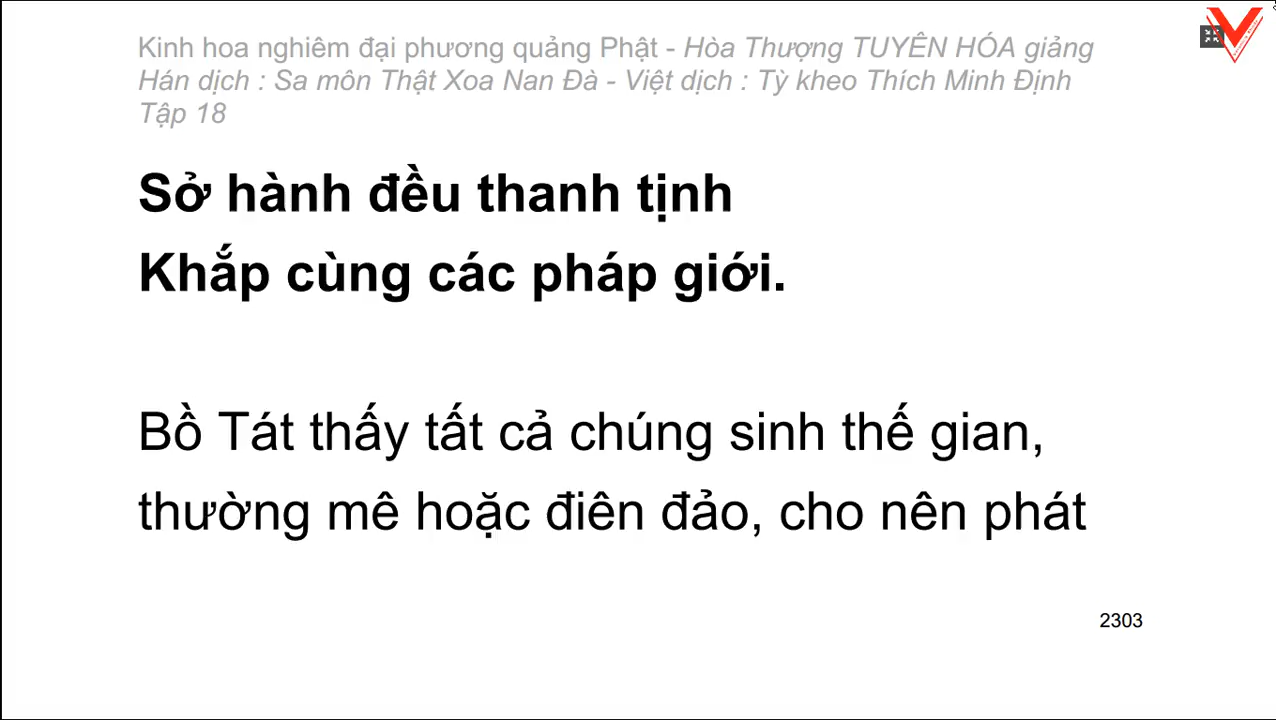 Kinh hoa nghiêm đại phương quảng Phật - Hòa Thượng TUYÊN HÓA giảng
Hán dịch : Sa môn Thật Xoa Nan Đà - Việt dịch : Tỳ kheo Thích Minh Định
Tập 18
Sở hành đều thanh tịnh
Khắp cùng các pháp giới.
Bồ Tát thấy tất cả chúng sinh thế gian,
thường mê hoặc điên đảo, cho nên phát
2303